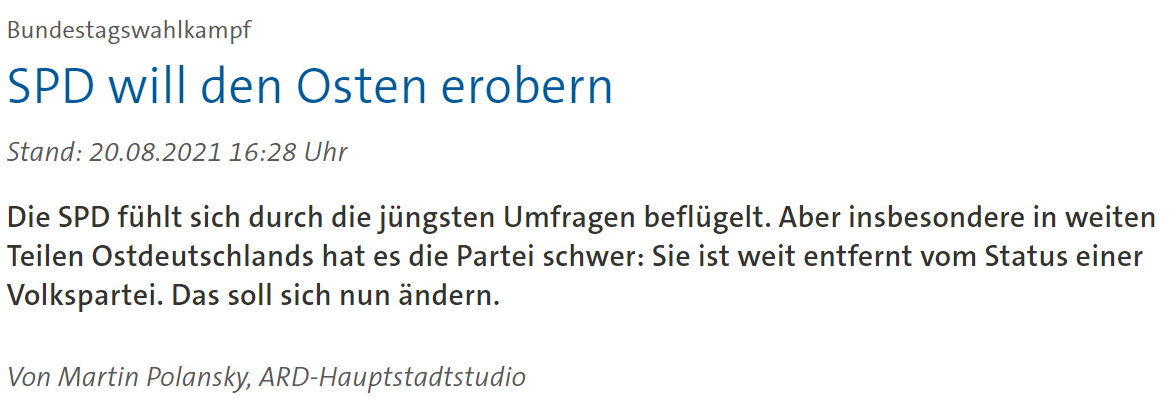 Bundestagswahlkampf
SPD will den Osten erobern
Stand: 20.08.2021 16:28 Uhr
Die SPD fühlt sich durch die jüngsten Umfragen beflügelt. Aber insbesondere in weiten
Teilen Ostdeutschlands hat es die Partei schwer: Sie ist weit entfernt vom Status einer
Volkspartei. Das soll sich nun ändern.
Von Martin Polansky, ARD-Hauptstadtstudio